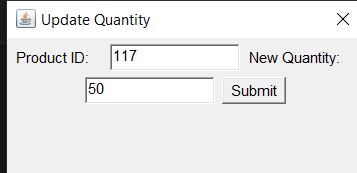 Update Quantity
Product ID: 117 New Quantity:
50 Submit